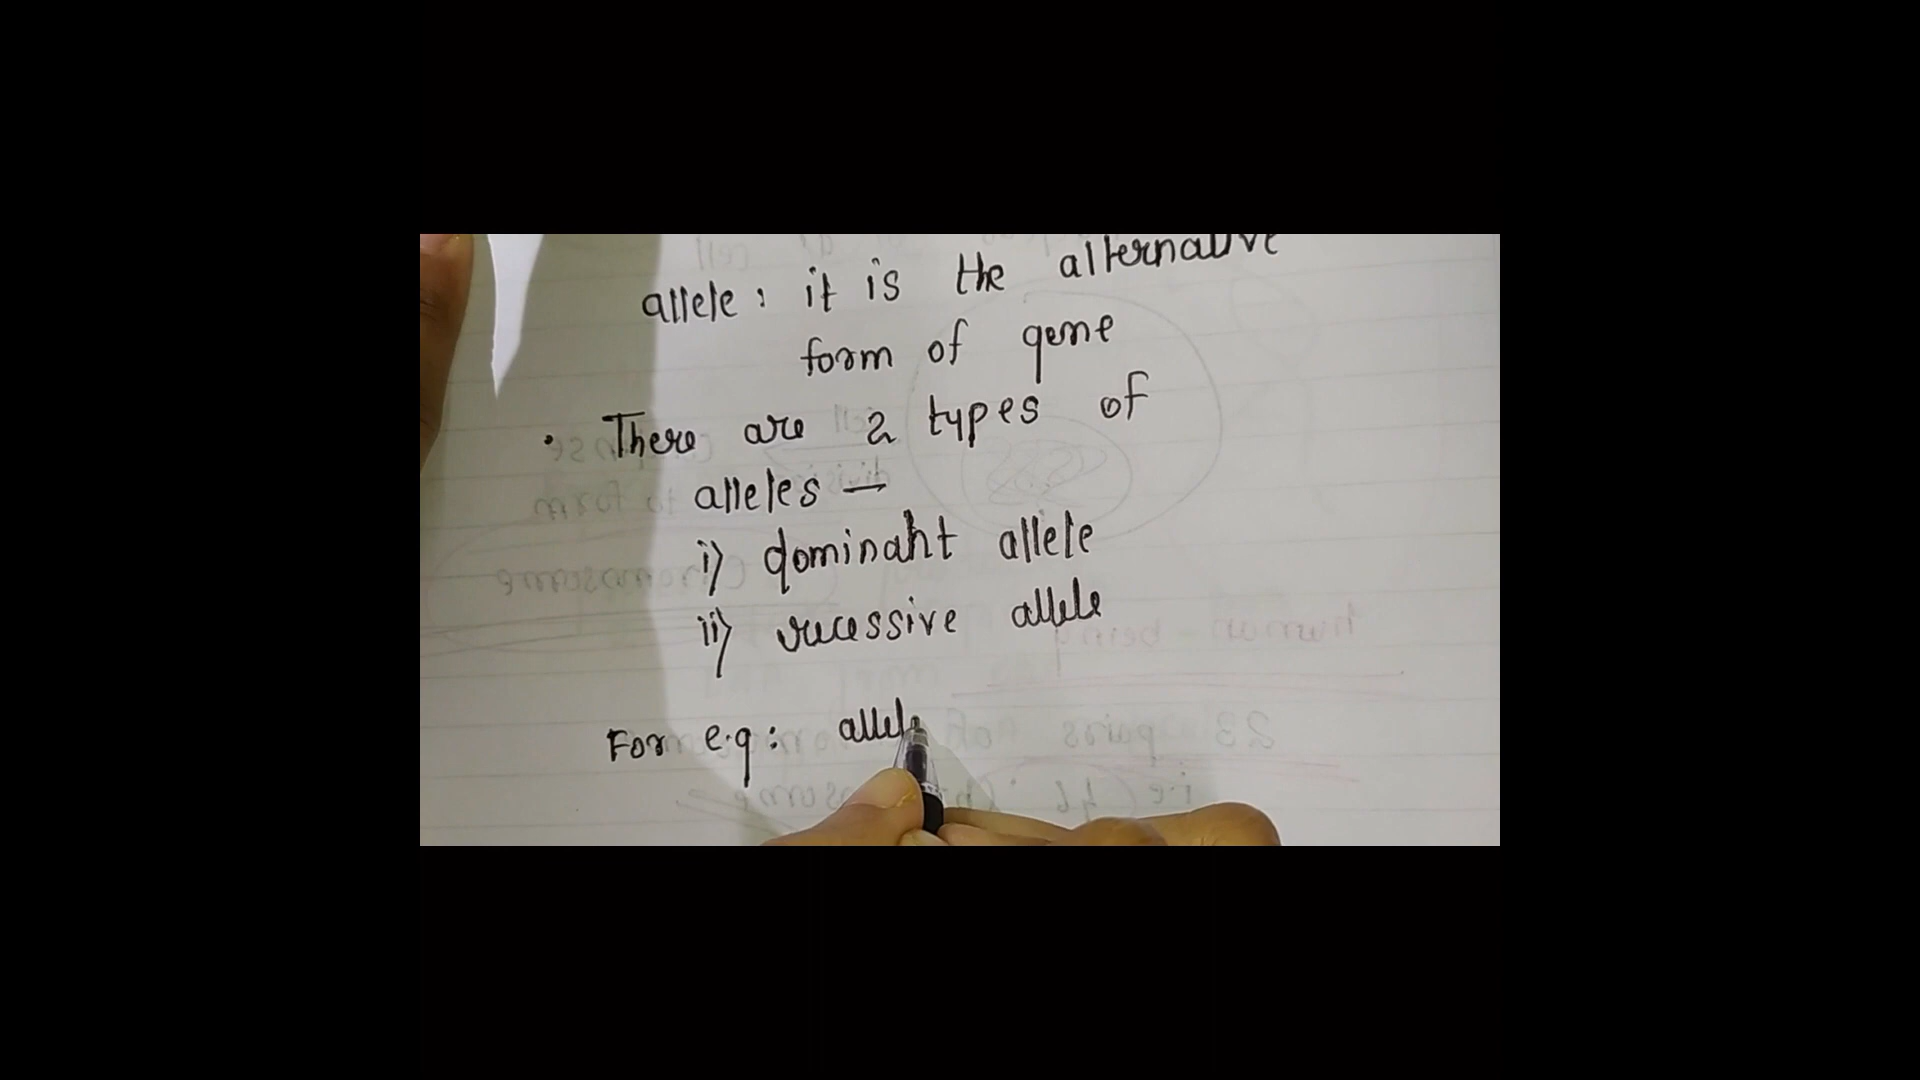 allele: it is the alternative
form of gene
• There are 2 types of
alleles —
i) dominant allele
ii) recessive allele
For e.g: allele